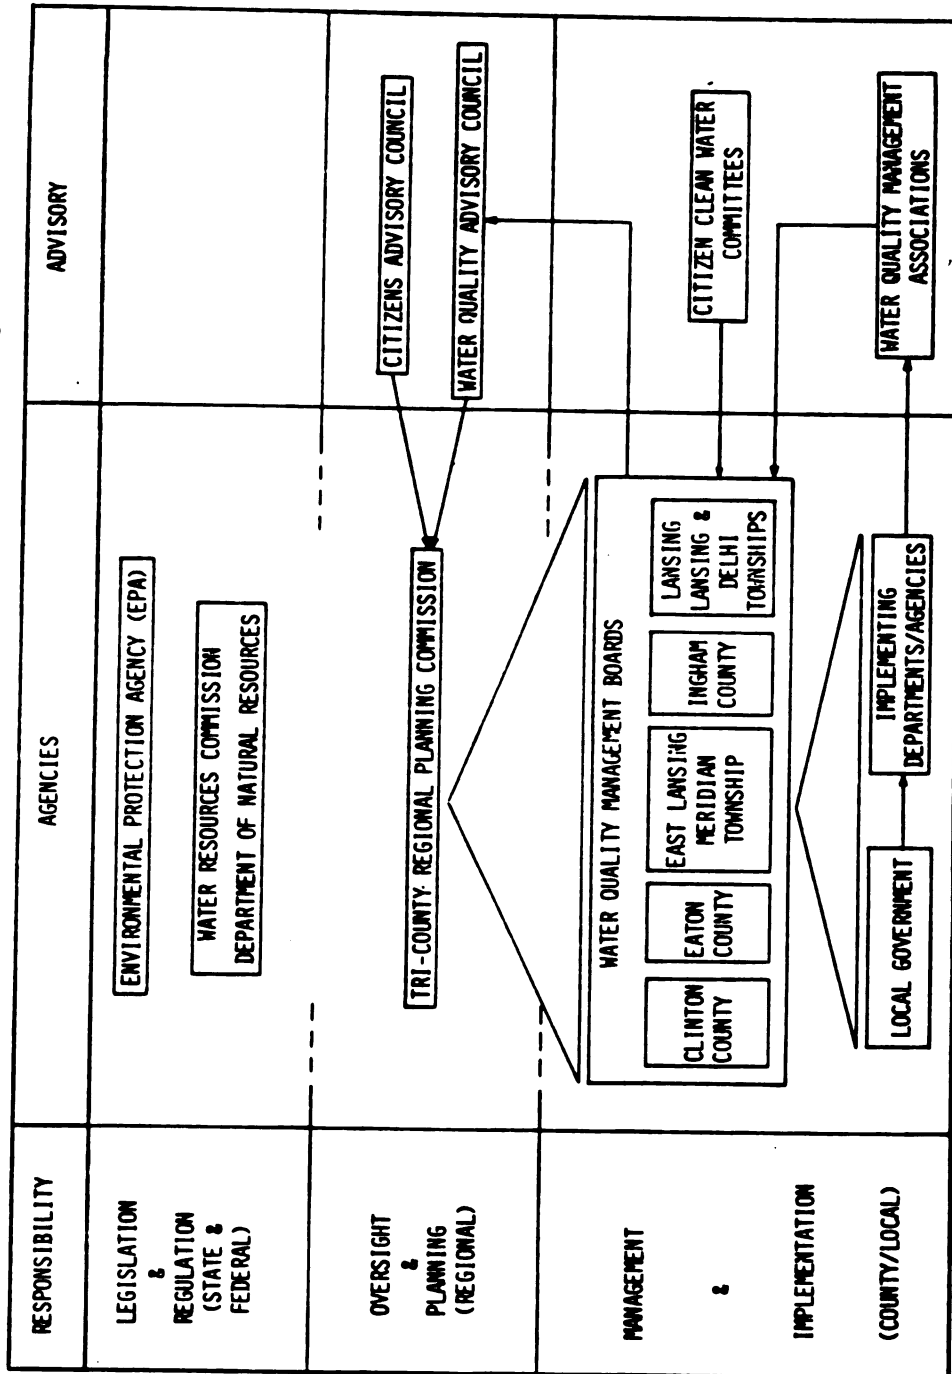 RESPONSIBILITY
AGENCIES
ADVISORY
LEGISLATION
&
REGULATION
(STATE &
FEDERAL)
ENVIRONMENTAL PROTECTION AGENCY (EPA)
WATER RESOURCES COMMISSION
DEPARTMENT OF NATURAL RESOURCES
OVERSIGHT
&
PLANNING
(REGIONAL)
TRI-COUNTY REGIONAL PLANNING COMMISSION
CITIZENS ADVISORY COUNCIL
WATER QUALITY ADVISORY COUNCIL
MANAGEMENT
&
IMPLEMENTATION
(COUNTY/LOCAL)
WATER QUALITY MANAGEMENT BOARDS
CLINTON
COUNTY
EATON
COUNTY
EAST LANSING
MERIDIAN
TOWNSHIP
INGHAM
COUNTY
LANSING
LANSING &
DELHI
TOWNSHIPS
CITIZEN CLEAN WATER
COMMITTEES
LOCAL GOVERNMENT
IMPLEMENTING
DEPARTMENTS/AGENCIES
WATER QUALITY MANAGEMENT
ASSOCIATIONS